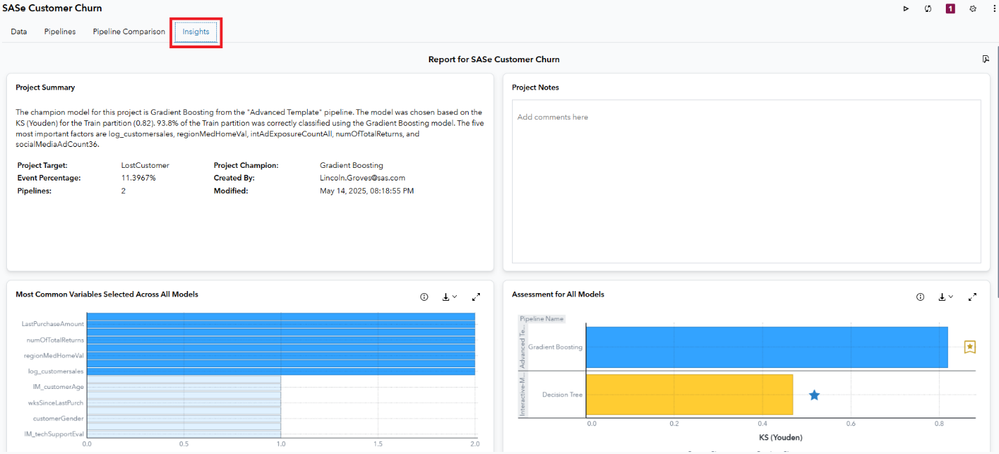 SASe Customer Churn
1
Data
Pipelines
Pipeline Comparison
Insights
Report for SASe Customer Churn
Project Summary
The champion model for this project is Gradient Boosting from the "Advanced Template" pipeline. The model was chosen based on the
KS (Youden) for the Train partition (0.82). 93.8% of the Train partition was correctly classified using the Gradient Boosting model. The five
most important factors are log_customersales, regionMedHomeVal, intAdExposureCountAll, numOfTotalReturns, and
socialMediaAdCount36.
Project Target: LostCustomer Project Champion: Gradient Boosting
Event Percentage: 11.3967% Created By: Lincoln.Groves@sas.com
Pipelines: 2 Modified: May 14, 2025, 08:18:55 PM
Project Notes
Add comments here
Most Common Variables Selected Across All Models
LastPurchaseAmount
numOfTotalReturns
regionMedHomeVal
log_customersales
IM_customerAge
wksSinceLastPurch
customerGender
IM_techSupportEval
0.0 0.5 1.0 1.5 2.0
Assessment for All Models
Pipeline Name
Advanced Te...
Gradient Boosting
Interactive-M...
Decision Tree
0.0 0.2 0.4 0.6 0.8
KS (Youden)